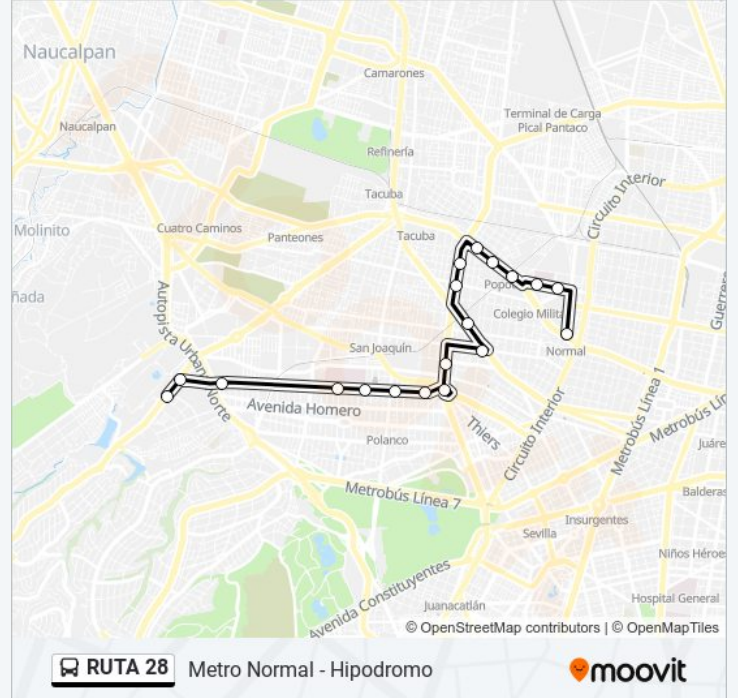 Naucalpan
Camarones
Terminal de Carga
Pical Pantaco
Naucalpan
Refinería
Circuito Interior
Tacuba
Molinito
Cuatro Caminos
Panteones
Tacuba
ñada
Popo
Guerre
Autopista Urbana Norte
Colegio Milit
San Joaquín
Normal
Avenida Homero
Thiers
Circuito Interior
Metrobús Línea 1
Metrobús Lín
Polanco
Juáre
Metrobús Línea 7
Balderas
Insurgentes
Sevilla
Niños Héroe
Avenida Constituyentes
Juanacatlán
Hospital General
© OpenStreetMap contributors | © OpenMapTiles
RUTA 28 Metro Normal - Hipodromo moovit